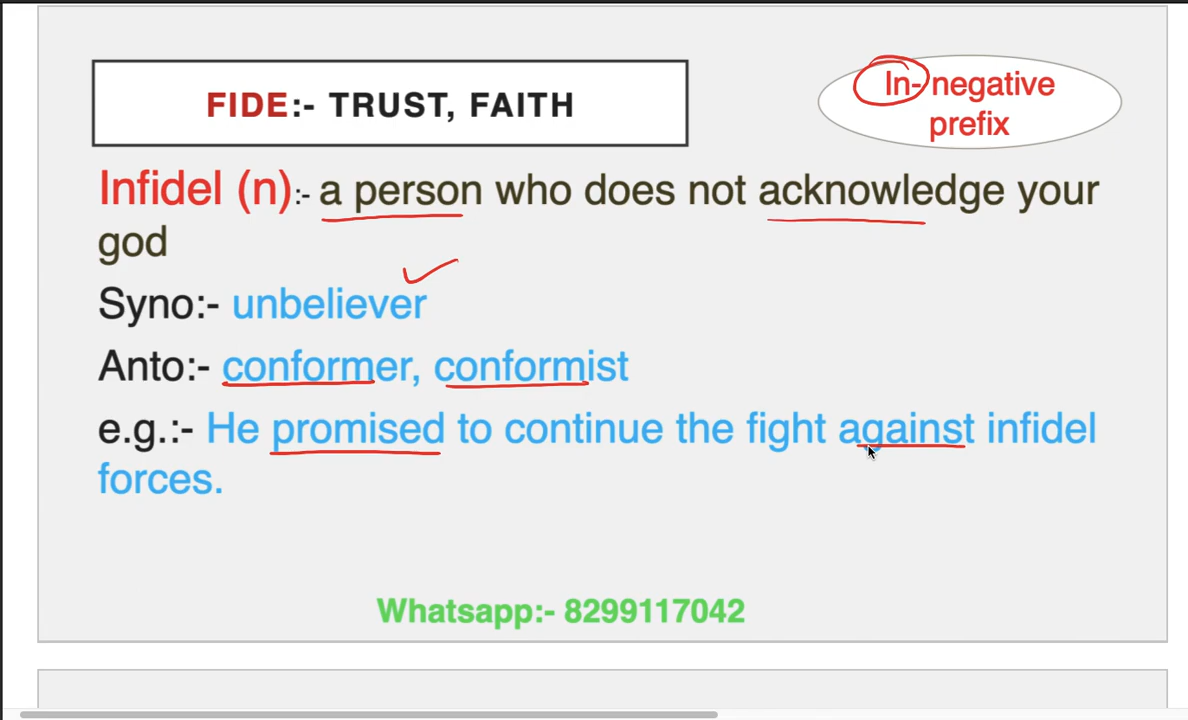 FIDE:- TRUST, FAITH
In- negative
prefix
Infidel (n):- a person who does not acknowledge your
god
Syno:- unbeliever
Anto:- conformer, conformist
e.g.:- He promised to continue the fight against infidel
forces.
Whatsapp:- 8299117042